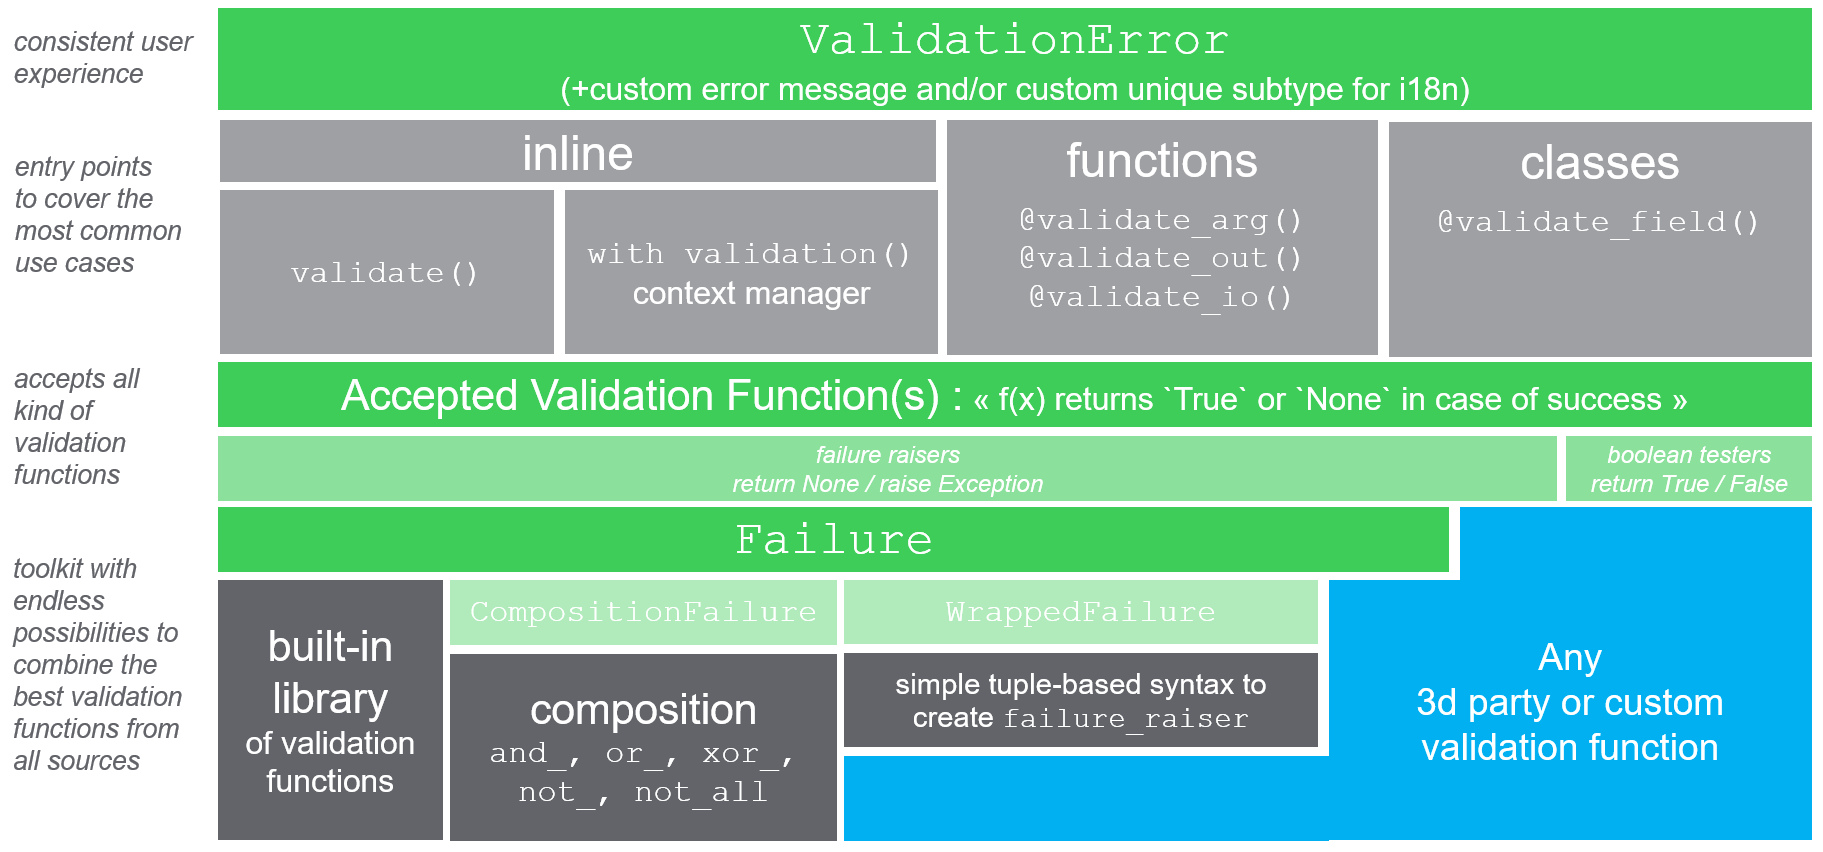 consistent user
experience
ValidationError
(+custom error message and/or custom unique subtype for i18n)
entry points
to cover the
most common
use cases
inline
validate()
with validation()
context manager
functions
@validate_arg()
@validate_out()
@validate_io()
classes
@validate_field()
accepts all
kind of
validation
functions
Accepted Validation Function(s) : « f(x) returns `True` or `None` in case of success »
failure raisers
return None / raise Exception
boolean testers
return True / False
toolkit with
endless
possibilities to
combine the
best validation
functions from
all sources
Failure
built-in
library
of validation
functions
CompositionFailure
composition
and_, or_, xor_,
not_, not_all
WrappedFailure
simple tuple-based syntax to
create failure_raiser
Any
3d party or custom
validation function